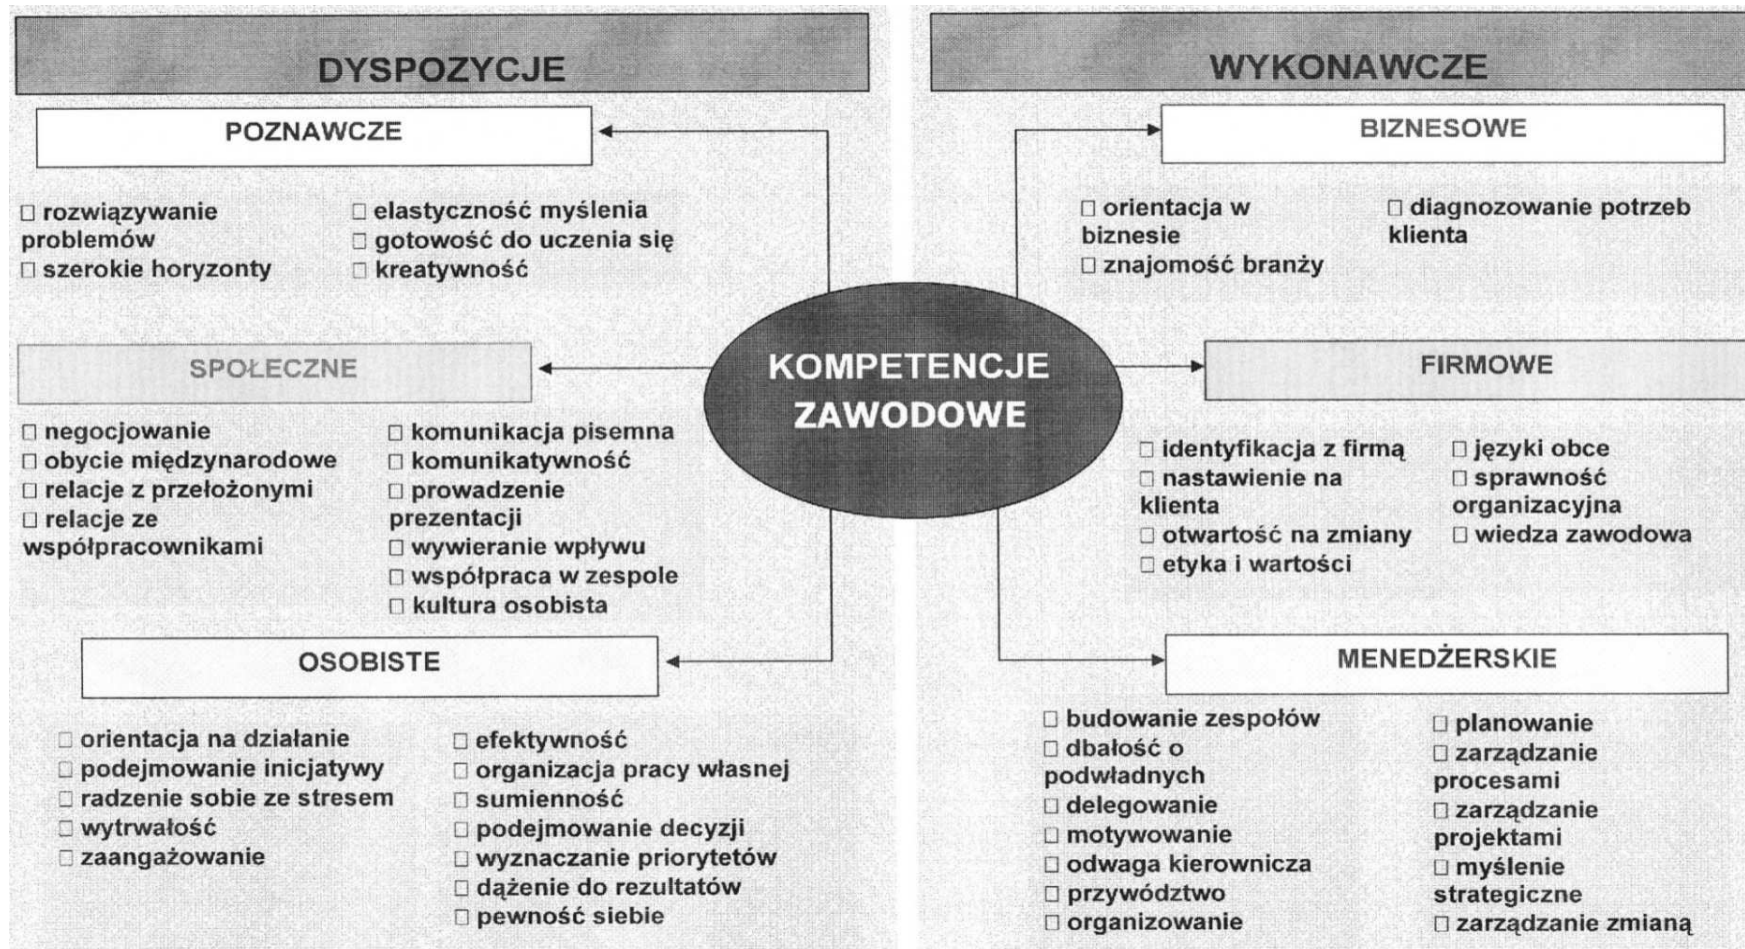 DYSPOZYCJE
POZNAWCZE
□ rozwiązywanie
problemów
□ szerokie horyzonty
□ elastyczność myślenia
□ gotowość do uczenia się
□ kreatywność
SPOŁECZNE
□ negocjowanie
□ obycie międzynarodowe
□ relacje z przełożonymi
□ relacje ze
współpracownikami
□ komunikacja pisemna
□ komunikatywność
□ prowadzenie
prezentacji
□ wywieranie wpływu
□ współpraca w zespole
□ kultura osobista
OSOBISTE
□ orientacja na działanie
□ podejmowanie inicjatywy
□ radzenie sobie ze stresem
□ wytrwałość
□ zaangażowanie
□ efektywność
□ organizacja pracy własnej
□ sumienność
□ podejmowanie decyzji
□ wyznaczanie priorytetów
□ dążenie do rezultatów
□ pewność siebie
KOMPETENCJE
ZAWODOWE
WYKONAWCZE
BIZNESOWE
□ orientacja w
biznesie
□ znajomość branży
□ diagnozowanie potrzeb
klienta
FIRMOWE
□ identyfikacja z firmą
□ nastawienie na
klienta
□ otwartość na zmiany
□ etyka i wartości
□ języki obce
□ sprawność
organizacyjna
□ wiedza zawodowa
MENEDŻERSKIE
□ budowanie zespołów
□ dbałość o
podwładnych
□ delegowanie
□ motywowanie
□ odwaga kierownicza
□ przywództwo
□ organizowanie
□ planowanie
□ zarządzanie
procesami
□ zarządzanie
projektami
□ myślenie
strategiczne
□ zarządzanie zmianą